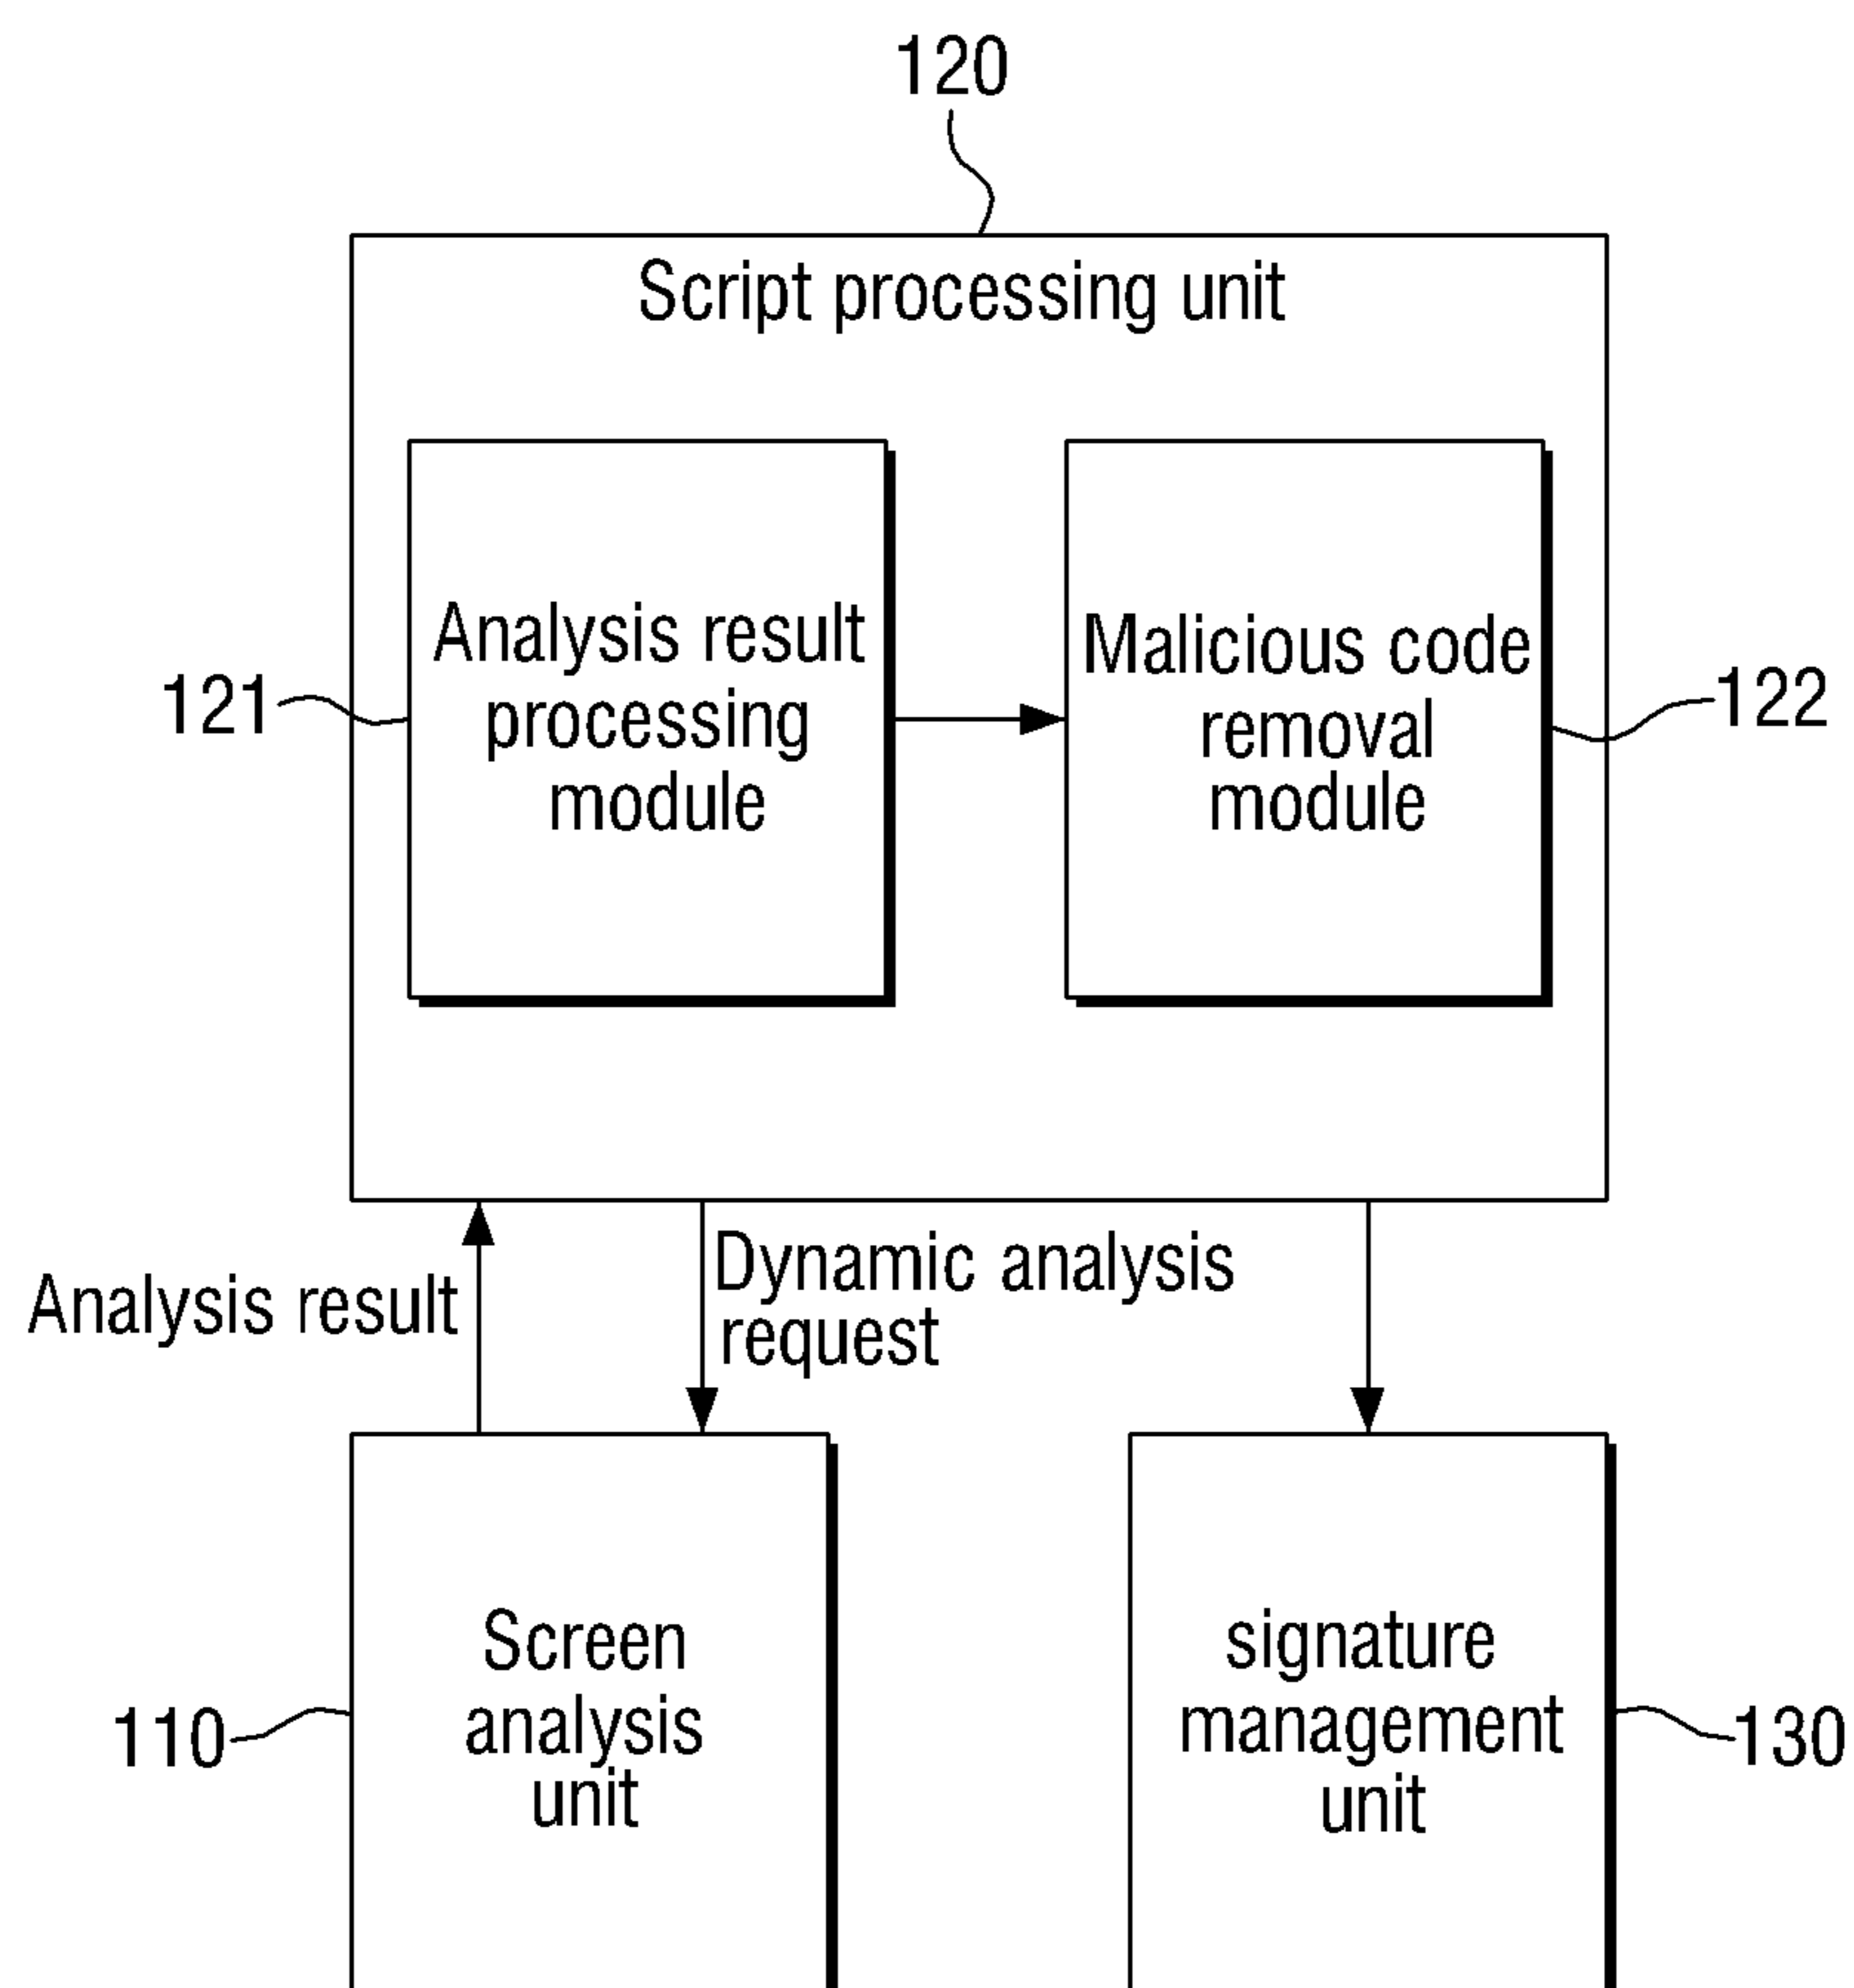 120
Script processing unit
Analysis result
processing
module
Malicious code
removal
module
121
122
Analysis result
Dynamic analysis
request
Screen
analysis
unit
signature
management
unit
110
130